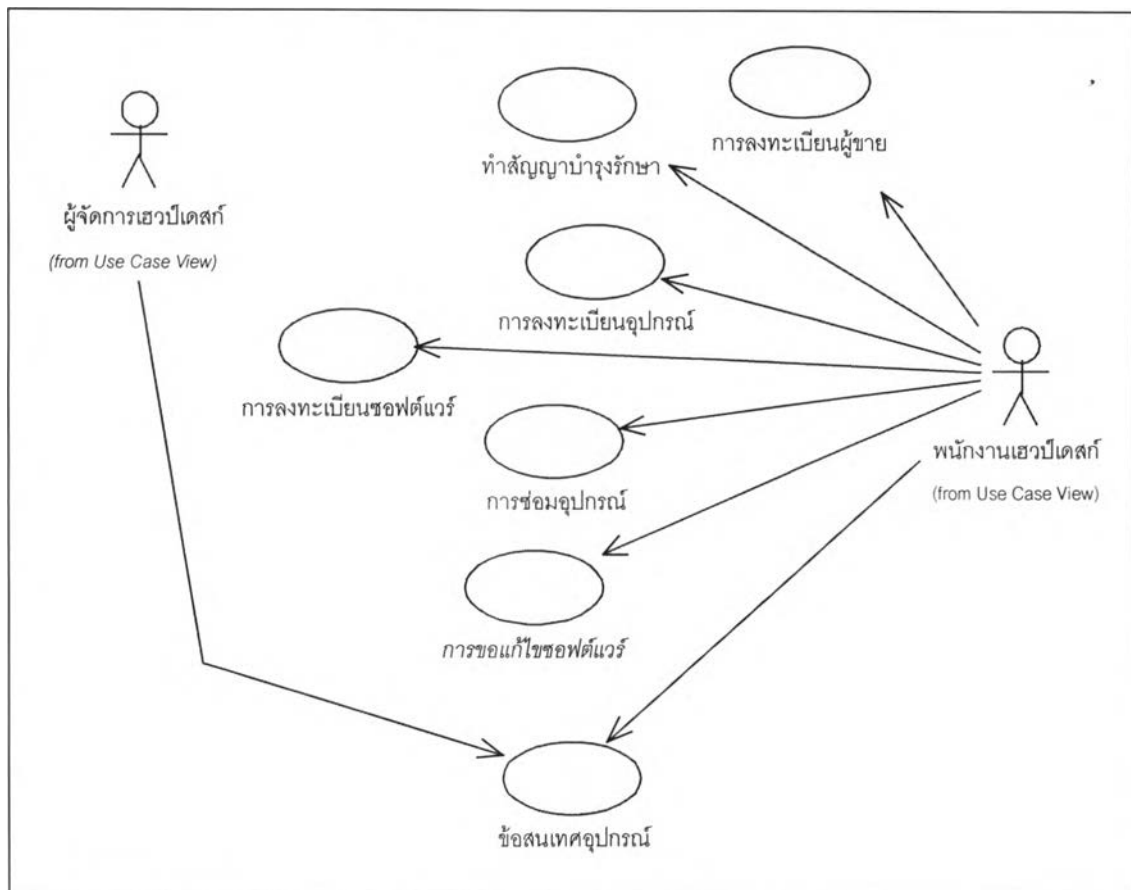 การลงทะเบียนผู้ขาย
ทำสัญญาบำรุงรักษา
ผู้จัดการเฮวป์เดสก์
(from Use Case View)
การลงทะเบียนอุปกรณ์
การลงทะเบียนซอฟต์แวร์
พนักงานเฮวป์เดสก์
(from Use Case View)
การซ่อมอุปกรณ์
การขอแก้ไขซอฟต์แวร์
ข้อสนเทศอุปกรณ์